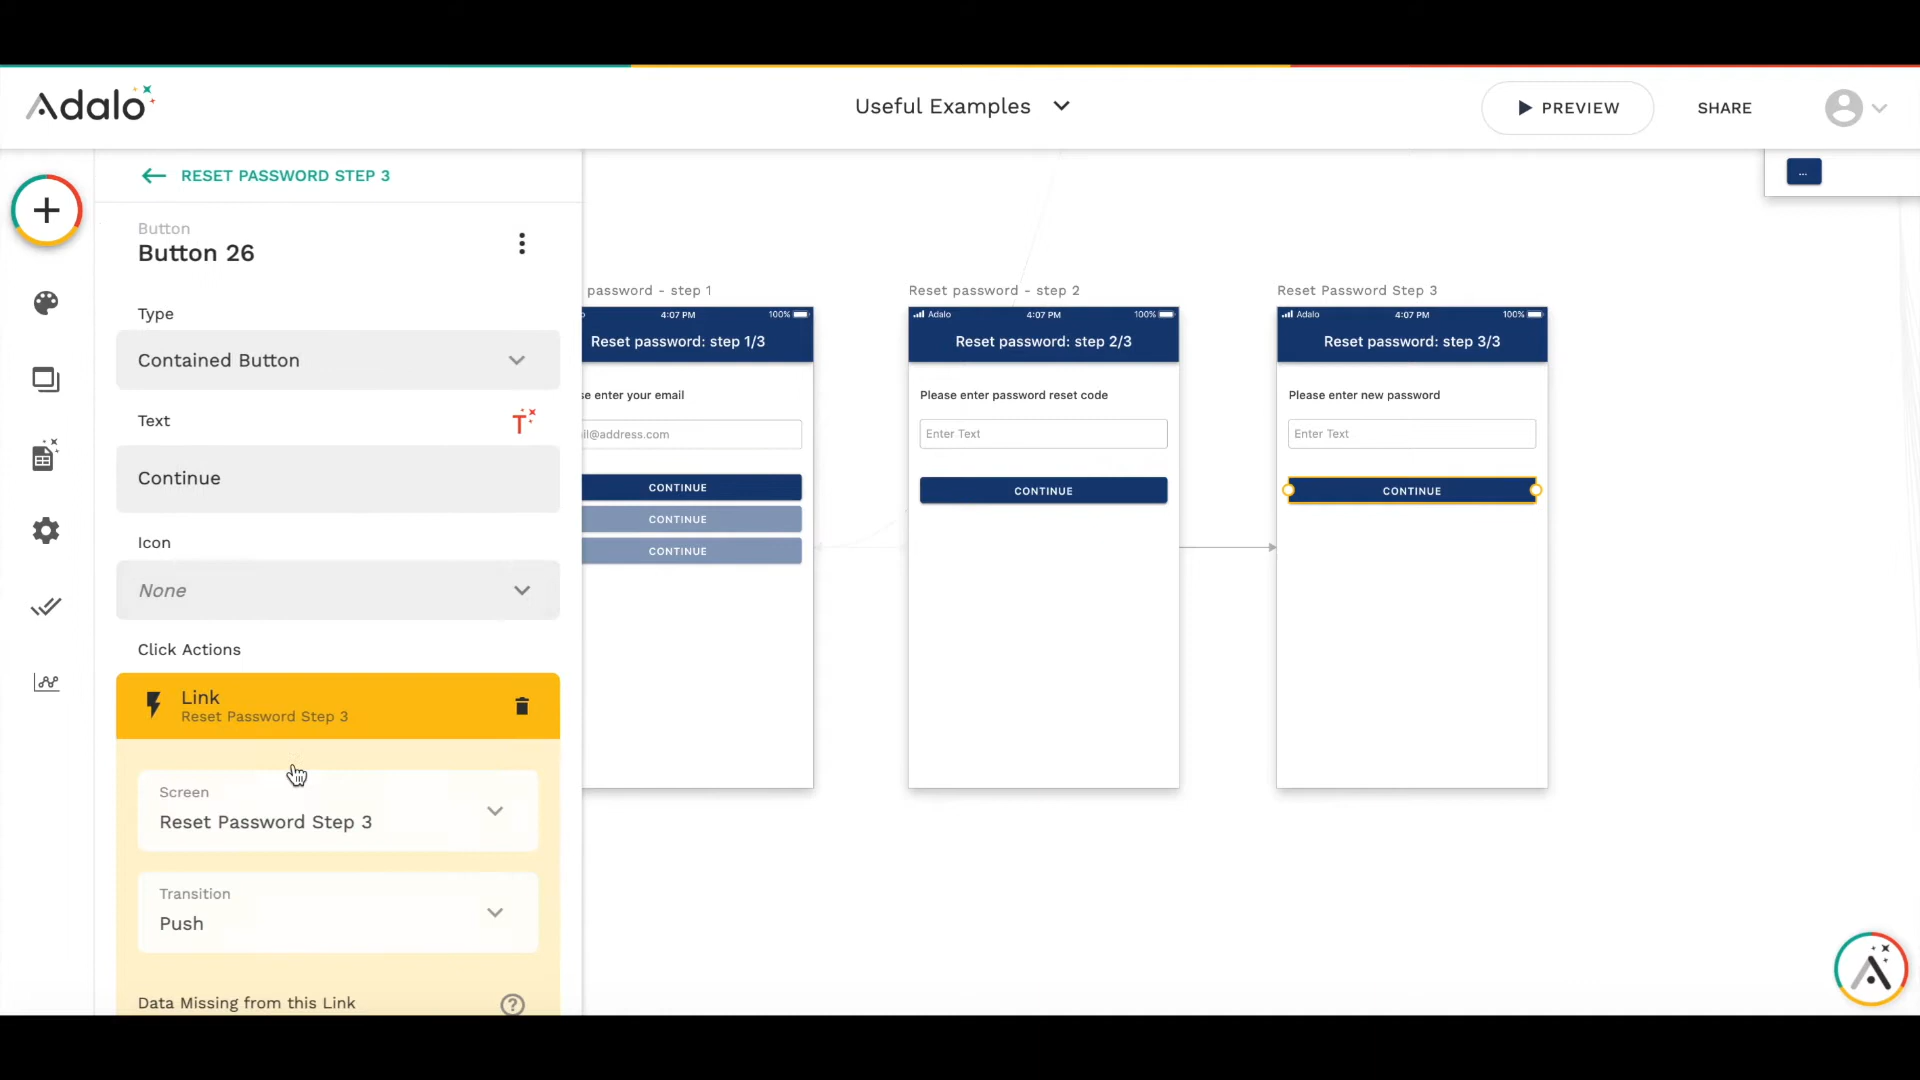 Adalo
Useful Examples
PREVIEW
SHARE
RESET PASSWORD STEP 3
Button
Button 26
Type
Contained Button
Text
T
Continue
Icon
None
Click Actions
Link
Reset Password Step 3
Screen
Reset Password Step 3
Transition
Push
Data Missing from this Link
?
password - step 1
4:07 PM
100%
Reset password: step 1/3
se enter your email
il@address.com
CONTINUE
CONTINUE
CONTINUE
Reset password - step 2
Adalo
4:07 PM
100%
Reset password: step 2/3
Please enter password reset code
Enter Text
CONTINUE
Reset Password Step 3
Adalo
4:07 PM
100%
Reset password: step 3/3
Please enter new password
Enter Text
CONTINUE
...